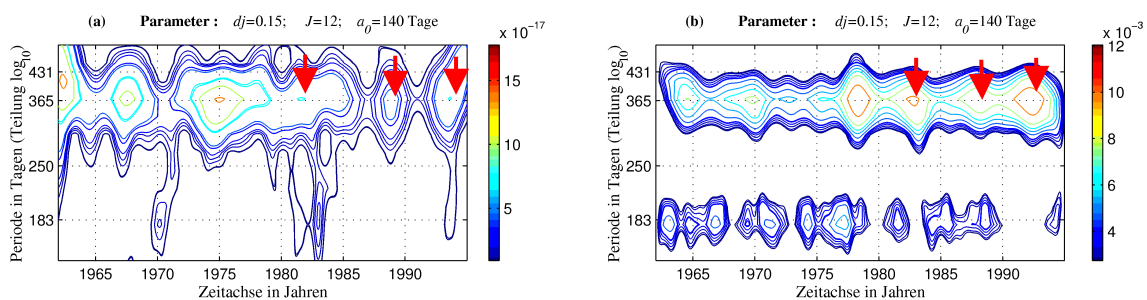 (a) Parameter : dj=0.15; J=12; a0=140 Tage
x 10-17
Periode in Tagen (Teilung log10)
431
365
250
183
1965 1970 1975 1980 1985 1990
Zeitachse in Jahren
15
10
5
(b) Parameter : dj=0.15; J=12; a0=140 Tage
x 10-3
Periode in Tagen (Teilung log10)
431
365
250
183
1965 1970 1975 1980 1985 1990
Zeitachse in Jahren
12
10
8
6
4